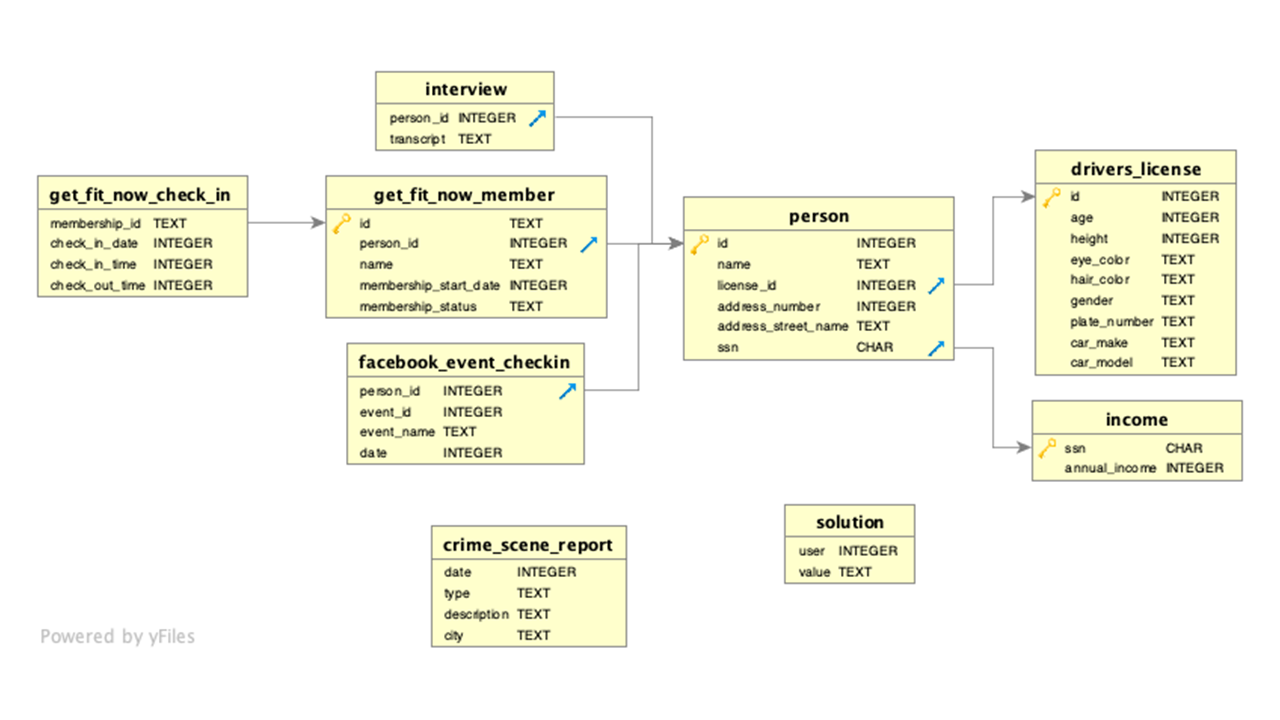 interview
person_id INTEGER
transcript TEXT
get_fit_now_check_in
membership_id TEXT
check_in_date INTEGER
check_in_time INTEGER
check_out_time INTEGER
get_fit_now_member
id TEXT
person_id INTEGER
name TEXT
membership_start_date INTEGER
membership_status TEXT
facebook_event_checkin
person_id INTEGER
event_id INTEGER
event_name TEXT
date INTEGER
person
id INTEGER
name TEXT
license_id INTEGER
address_number INTEGER
address_street_name TEXT
ssn CHAR
drivers_license
id INTEGER
age INTEGER
height INTEGER
eye_color TEXT
hair_color TEXT
gender TEXT
plate_number TEXT
car_make TEXT
car_model TEXT
income
ssn CHAR
annual_income INTEGER
crime_scene_report
date INTEGER
type TEXT
description TEXT
city TEXT
solution
user INTEGER
value TEXT
Powered by yFiles